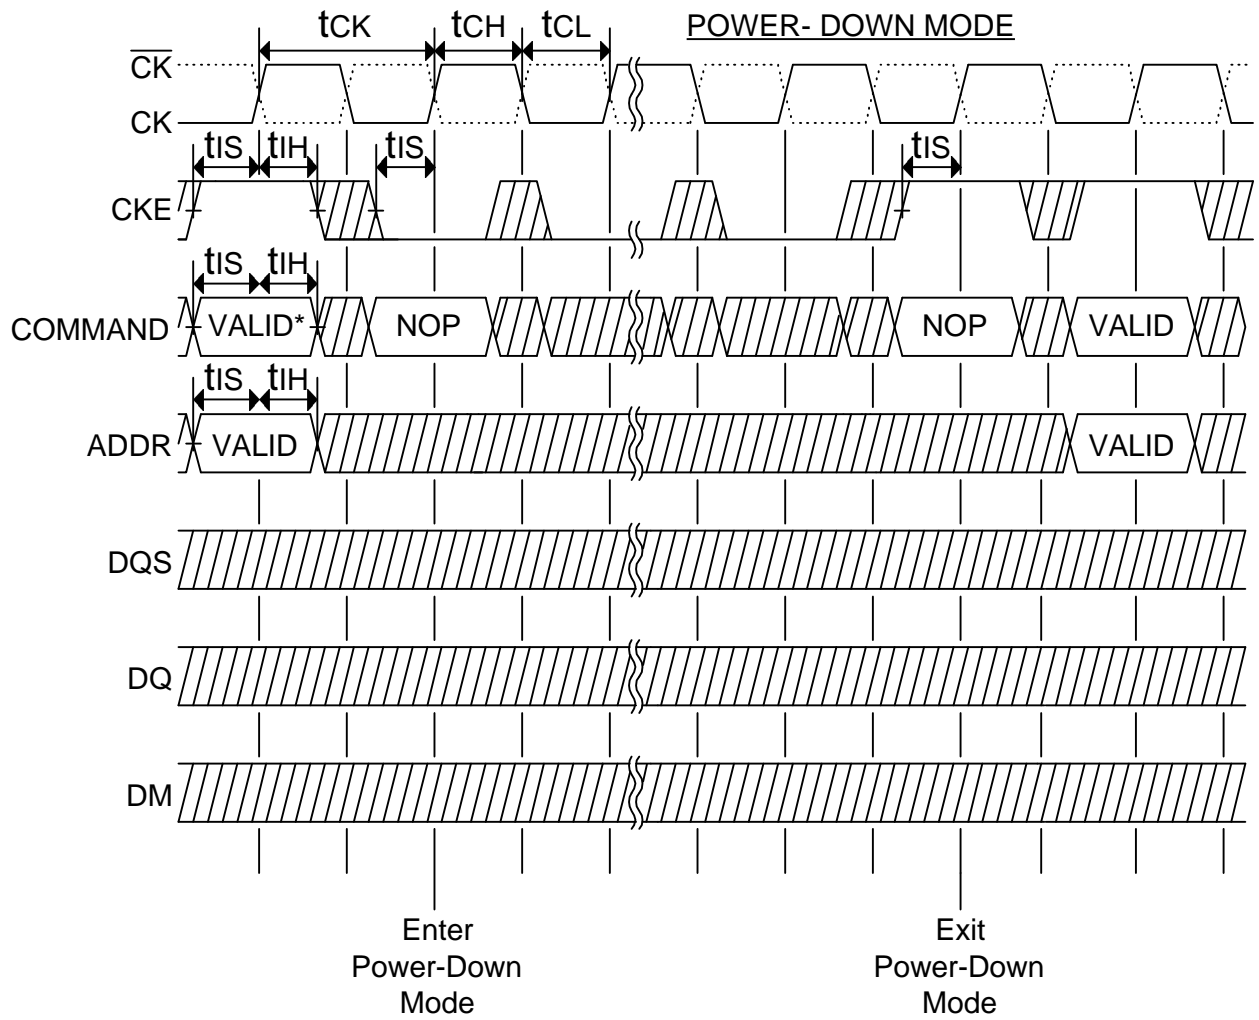 tCK tCH tCL POWER- DOWN MODE
CK
CK
tIS tIH tIS tIS
CKE
tIS tIH
COMMAND VALID* NOP NOP VALID
tIS tIH
ADDR VALID VALID
DQS
DQ
DM
Enter
Power-Down
Mode
Exit
Power-Down
Mode